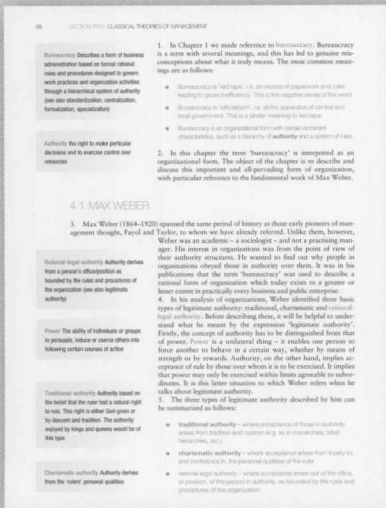 38 SECTION TWO CLASSICAL THEORIES OF MANAGEMENT
Bureaucracy Describes a form of business
administration based on formal rational
rules and procedures designed to govern
work practices and organization activities
through a hierarchical system of authority
(see also standardization, centralization,
formalization, specialization)
Authority the right to make particular
decisions and to exercise control over
resources
1. In Chapter 1 we made reference to bureaucracy. Bureaucracy
is a term with several meanings, and this has led to genuine mis-
conceptions about what it truly means. The most common mean-
ings are as follows:
Bureaucracy is 'red tape', i.e. an excess of paperwork and rules
leading to gross inefficiency. This is the negative sense of the word.
Bureaucracy is 'officialdom', i.e. all the apparatus of central and
local government. This is a similar meaning to red tape.
Bureaucracy is an organizational form with certain dominant
characteristics, such as a hierarchy of authority and a system of rules.
2. In this chapter the term 'bureaucracy' is interpreted as an
organisational form. The object of the chapter is to describe and
discuss this important and all-pervading form of organization,
with particular reference to the fundamental work of Max Weber.
4.1 MAX WEBER
3. Max Weber (1864–1920) spanned the same period of history as those early pioneers of man-
agement thought, Fayol and Taylor, to whom we have already referred. Unlike them, however,
Weber was an academic – a sociologist – and not a practising man-
ager. His interest in organizations was from the point of view of
their authority structures. He wanted to find out why people in
organizations obeyed those in authority over them. It was in his
publications that the term 'bureaucracy' was used to describe a
rational form of organization which today exists to a greater or
lesser extent in practically every business and public enterprise.
4. In his analysis of organizations, Weber identified three basic
types of legitimate authority: traditional, charismatic and rational-
legal authority. Before describing these, it will be helpful to under-
stand what he meant by the expression 'legitimate authority'.
Firstly, the concept of authority has to be distinguished from that
of power. Power is a unilateral thing – it enables one person to
force another to behave in a certain way, whether by means of
strength or by rewards. Authority, on the other hand, implies ac-
ceptance of rule by those over whom it is to be exercised. It implies
that power may only be exercised within limits agreeable to subor-
dinates. It is this latter situation to which Weber refers when he
talks about legitimate authority.
5. The three types of legitimate authority described by him can
be summarized as follows:
traditional authority – where acceptance of those in authority
arises from tradition and custom (e.g. as in monarchies, tribal
hierarchies, etc.)
charismatic authority – where acceptance arises from loyalty to,
and confidence in, the personal qualities of the ruler
rational-legal authority – where acceptance arises out of the office,
or position, of the person in authority, as bounded by the rules and
procedures of the organization.
Rational-legal authority Authority derives
from a person's office/position as
bounded by the rules and procedures of
the organization (see also legitimate
authority)
Power The ability of individuals or groups
to persuade, induce or coerce others into
following certain courses of action
Traditional authority Authority based on
the belief that the ruler had a natural right
to rule. This right is either God-given or
by descent and tradition. The authority
enjoyed by kings and queens would be of
this type
Charismatic authority Authority derives
from the 'rulers' personal qualities